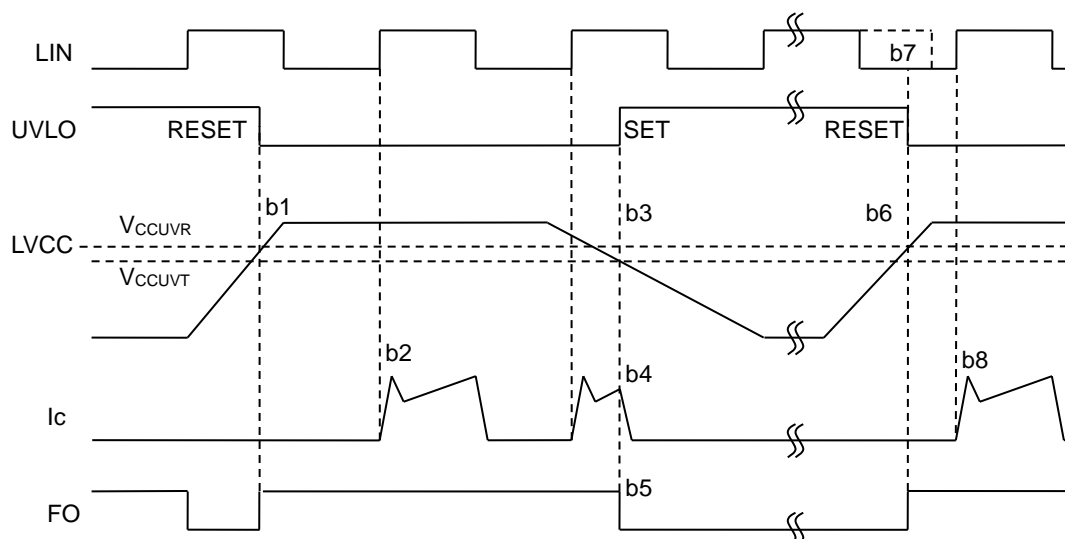 LIN
b7
UVLO
RESET
SET
RESET
b1
b3
b6
VCCUVR
LVCC
VCCUVT
b2
b4
b8
Ic
b5
FO